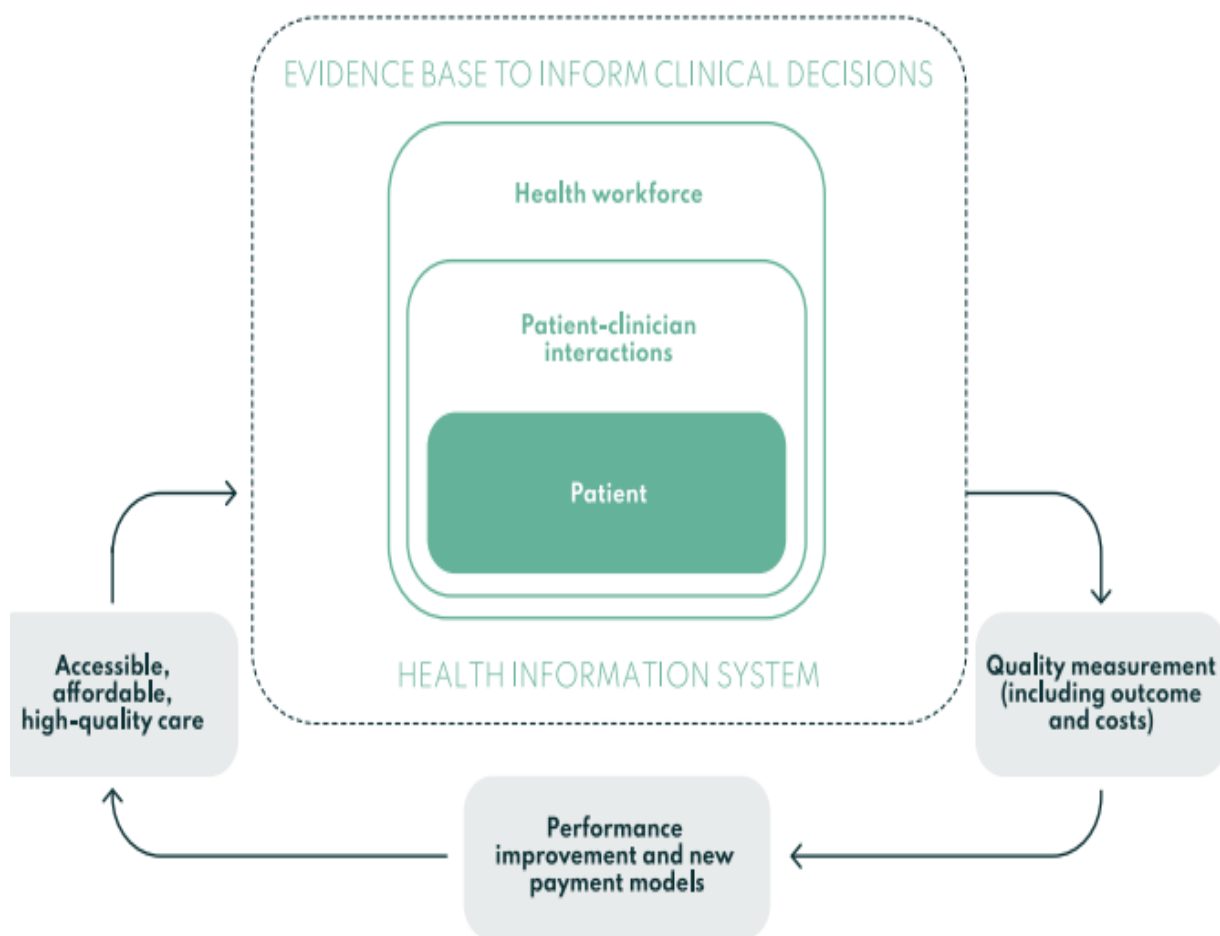 EVIDENCE BASE TO INFORM CLINICAL DECISIONS
Health workforce
Patient-clinician
interactions
Patient
HEALTH INFORMATION SYSTEM
Accessible,
affordable,
high-quality care
Quality measurement
(including outcome
and costs)
Performance
improvement and new
payment models